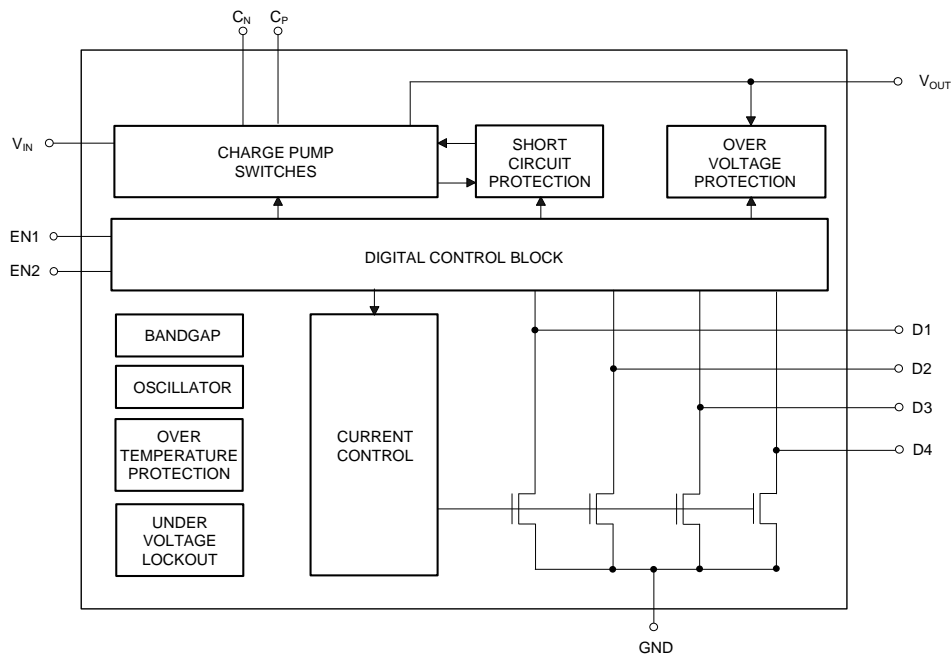 CN
CP
VOUT
VIN
CHARGE PUMP
SWITCHES
SHORT
CIRCUIT
PROTECTION
OVER
VOLTAGE
PROTECTION
EN1
EN2
DIGITAL CONTROL BLOCK
BANDGAP
OSCILLATOR
OVER
TEMPERATURE
PROTECTION
UNDER
VOLTAGE
LOCKOUT
CURRENT
CONTROL
D1
D2
D3
D4
GND